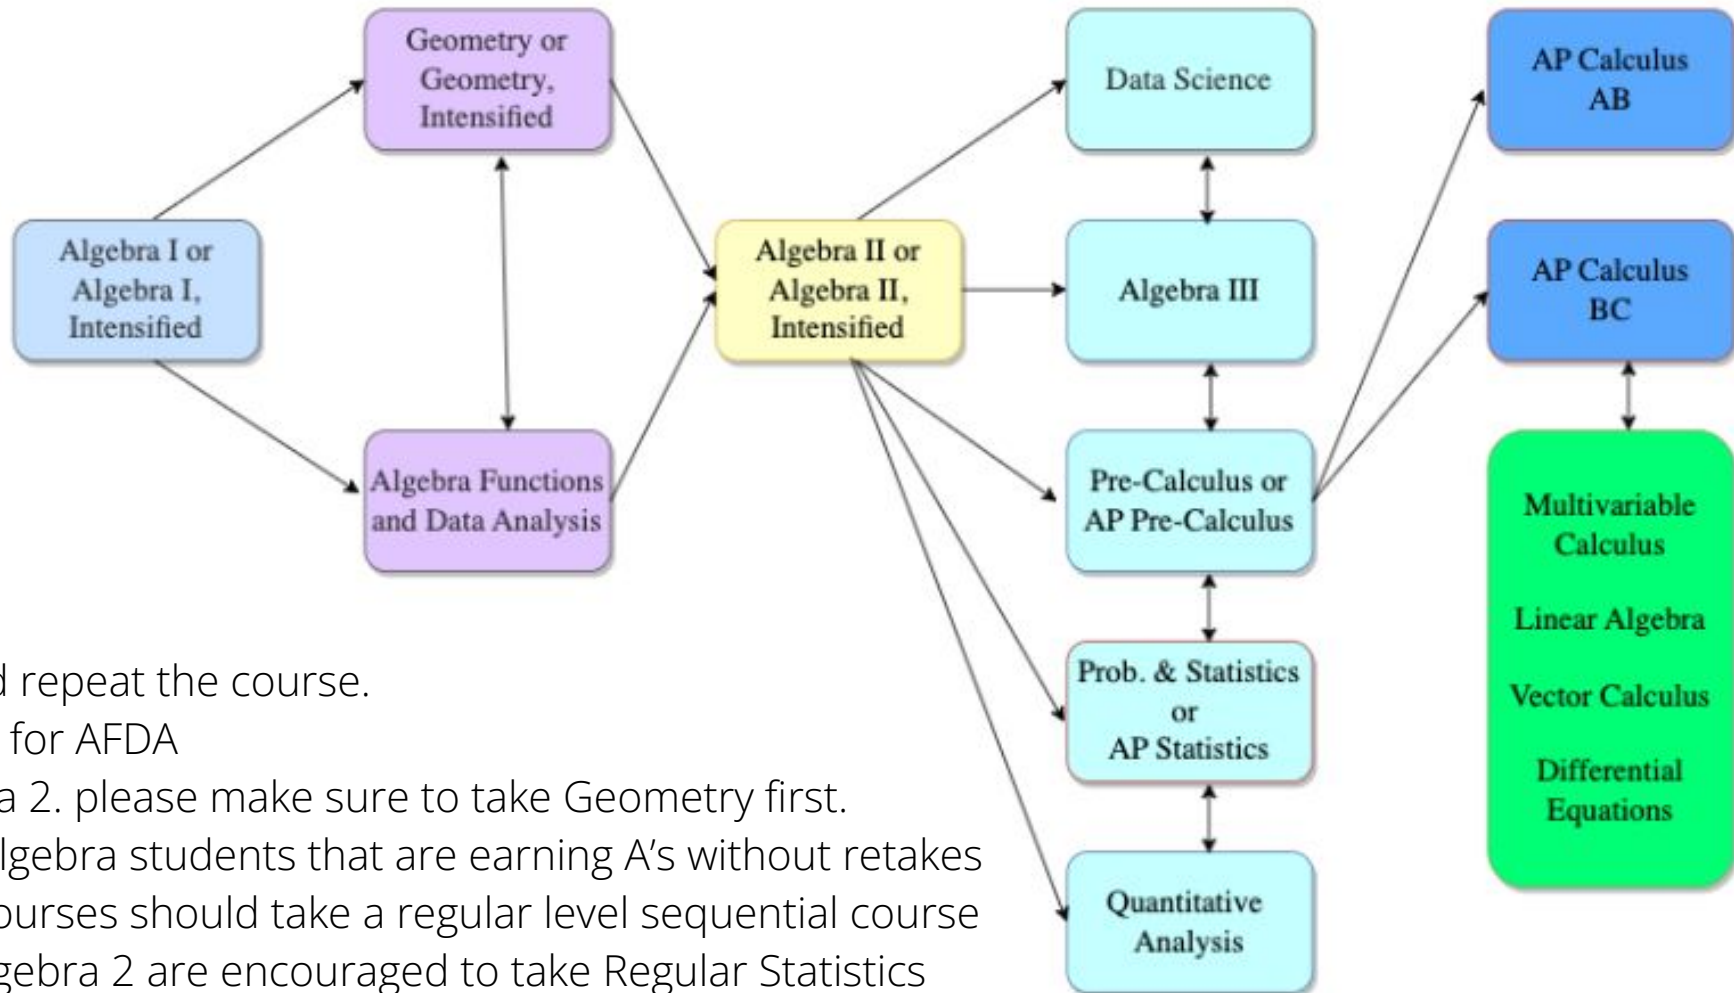 Geometry or
Geometry,
Intensified
Data Science
AP Calculus
AB
Algebra I or
Algebra I,
Intensified
Algebra II or
Algebra II,
Intensified
Algebra III
AP Calculus
BC
Algebra Functions
and Data Analysis
Pre-Calculus or
AP Pre-Calculus
Multivariable
Calculus
Linear Algebra
Vector Calculus
Differential
Equations
Prob. & Statistics
or
AP Statistics
Quantitative
Analysis
repeat the course.
for AFDA
a 2. please make sure to take Geometry first.
lgebra students that are earning A's without retakes
ourses should take a regular level sequential course
gebra 2 are encouraged to take Regular Statistics